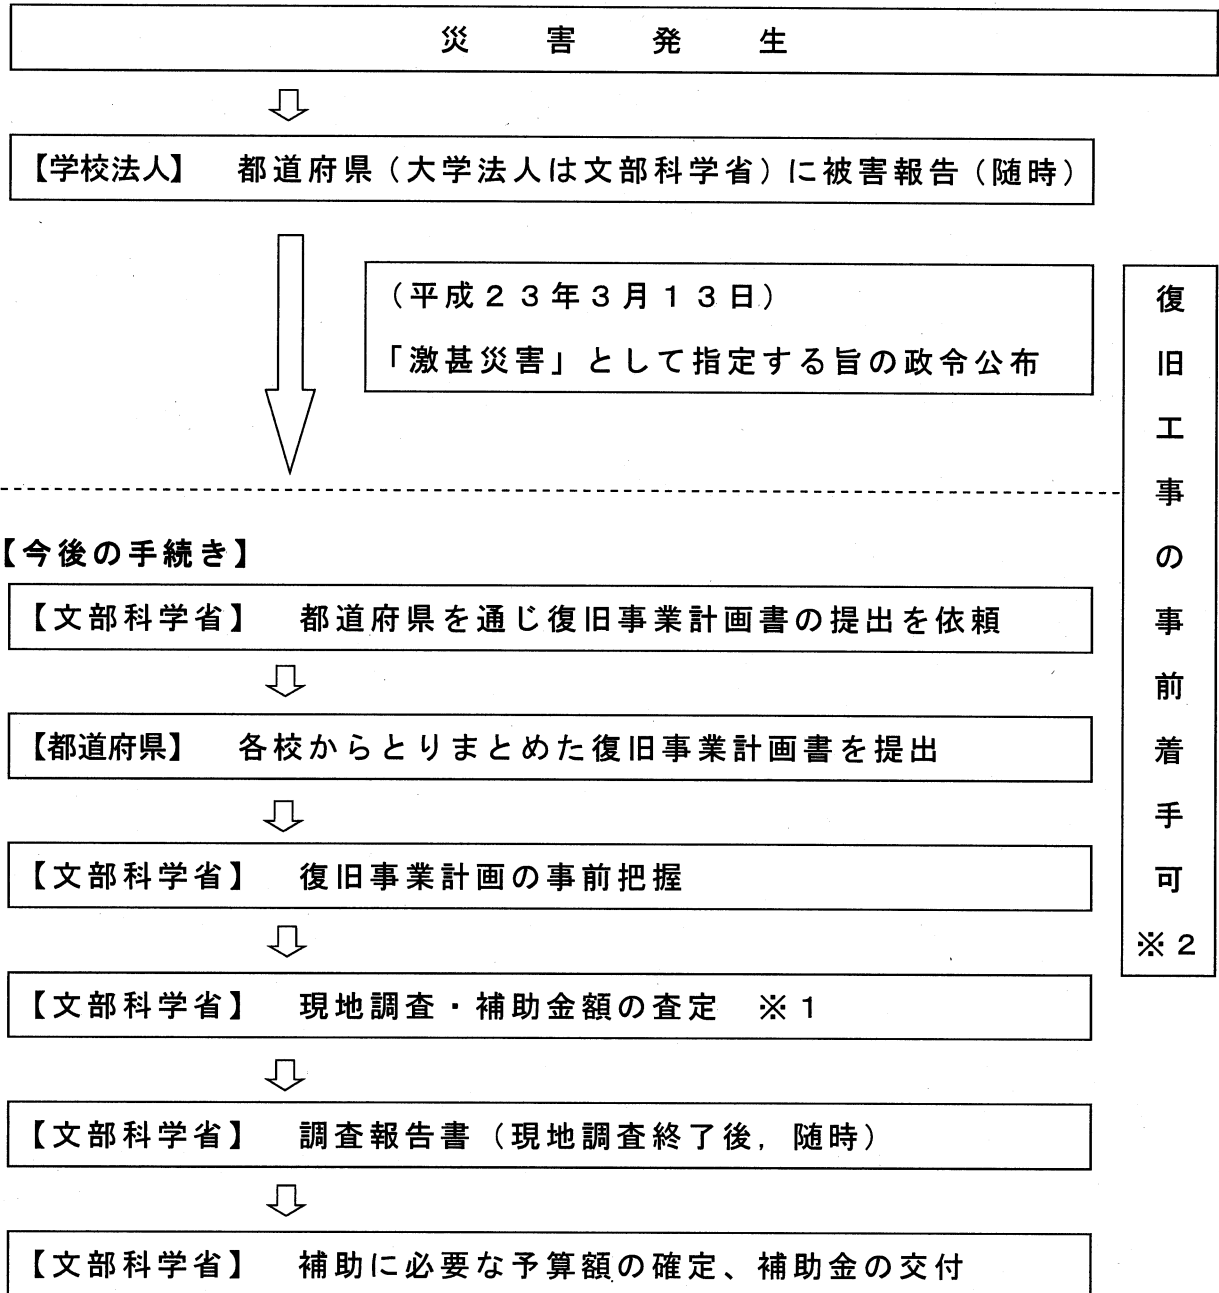 災害発生
【学校法人】 都道府県（大学法人は文部科学省）に被害報告（随時）
（平成２３年３月１３日）
「激甚災害」として指定する旨の政令公布
復旧工事の事前着手可※２
【今後の手続き】
【文部科学省】 都道府県を通じ復旧事業計画書の提出を依頼
【都道府県】 各校からとりまとめた復旧事業計画書を提出
【文部科学省】 復旧事業計画の事前把握
【文部科学省】 現地調査・補助金額の査定 ※１
【文部科学省】 調査報告書（現地調査終了後，随時）
【文部科学省】 補助に必要な予算額の確定、補助金の交付